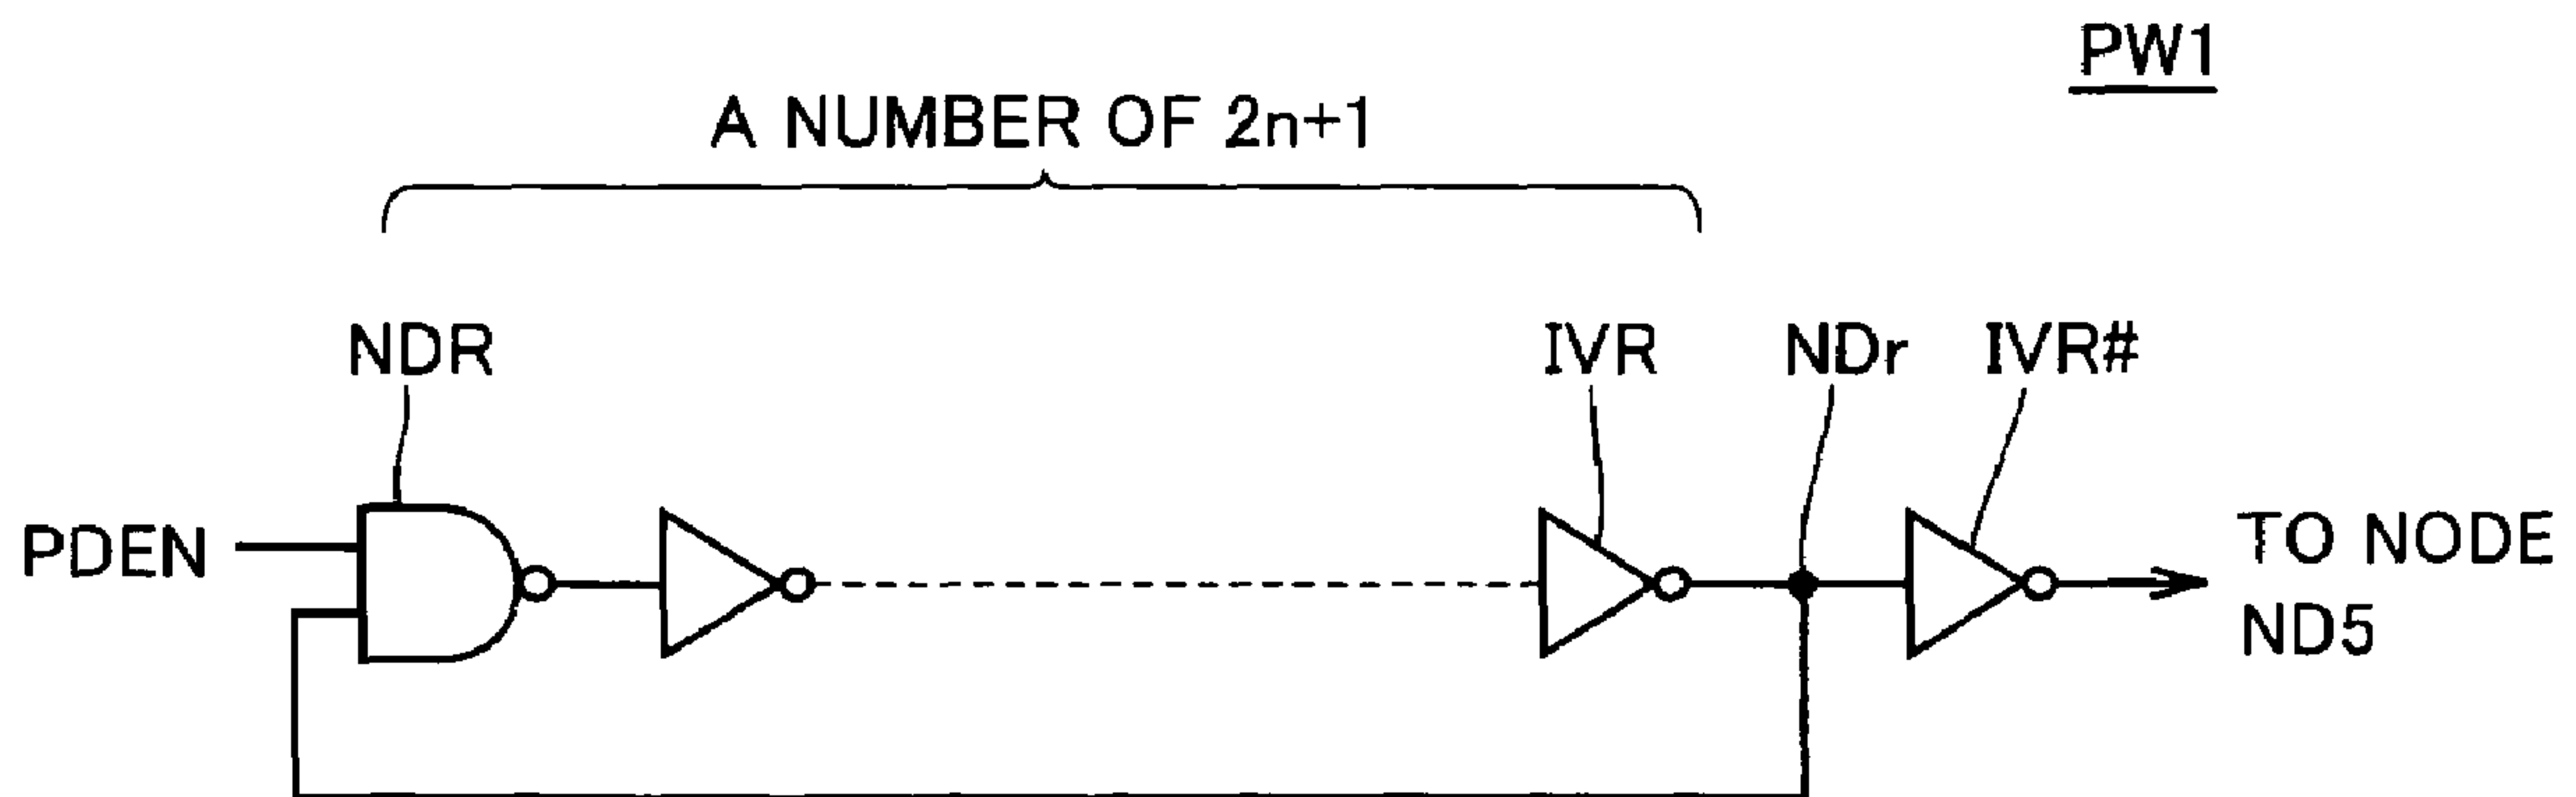 PW1
A NUMBER OF 2n+1
NDR
IVR
NDr
IVR#
PDEN
TO NODE
ND5